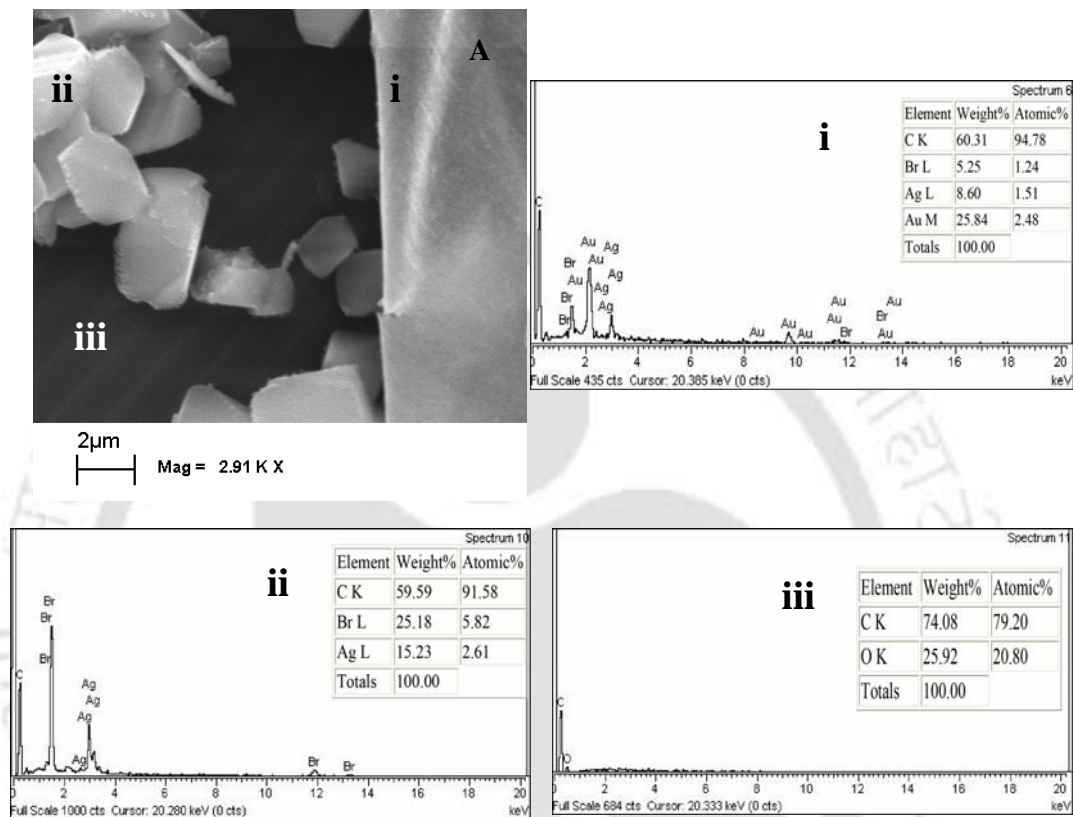 A
ii
i
iii
2µm
Mag = 2.91 K X
Spectrum 6
i
Element Weight% Atomic%
C K 60.31 94.78
Br L 5.25 1.24
Ag L 8.60 1.51
Au M 25.84 2.48
Totals 100.00
C
Br
Au
Br
Br
Au
Au
Ag
Ag
Ag
Ag
Au
Au
Au
Au
Au
Br
Au
Br
Au
0 2 4 6 8 10 12 14 16 18 20
Full Scale 435 cts Cursor: 20.385 keV (0 cts) keV
Spectrum 10
ii
Element Weight% Atomic%
C K 59.59 91.58
Br L 25.18 5.82
Ag L 15.23 2.61
Totals 100.00
Br
Br
Br
C
Ag
Ag
Ag
Ag
Br
Br
0 2 4 6 8 10 12 14 16 18 20
Full Scale 1000 cts Cursor: 20.280 keV (0 cts) keV
Spectrum 11
iii
Element Weight% Atomic%
C K 74.08 79.20
O K 25.92 20.80
Totals 100.00
C
O
0 2 4 6 8 10 12 14 16 18 20
Full Scale 684 cts Cursor: 20.333 keV (0 cts) keV